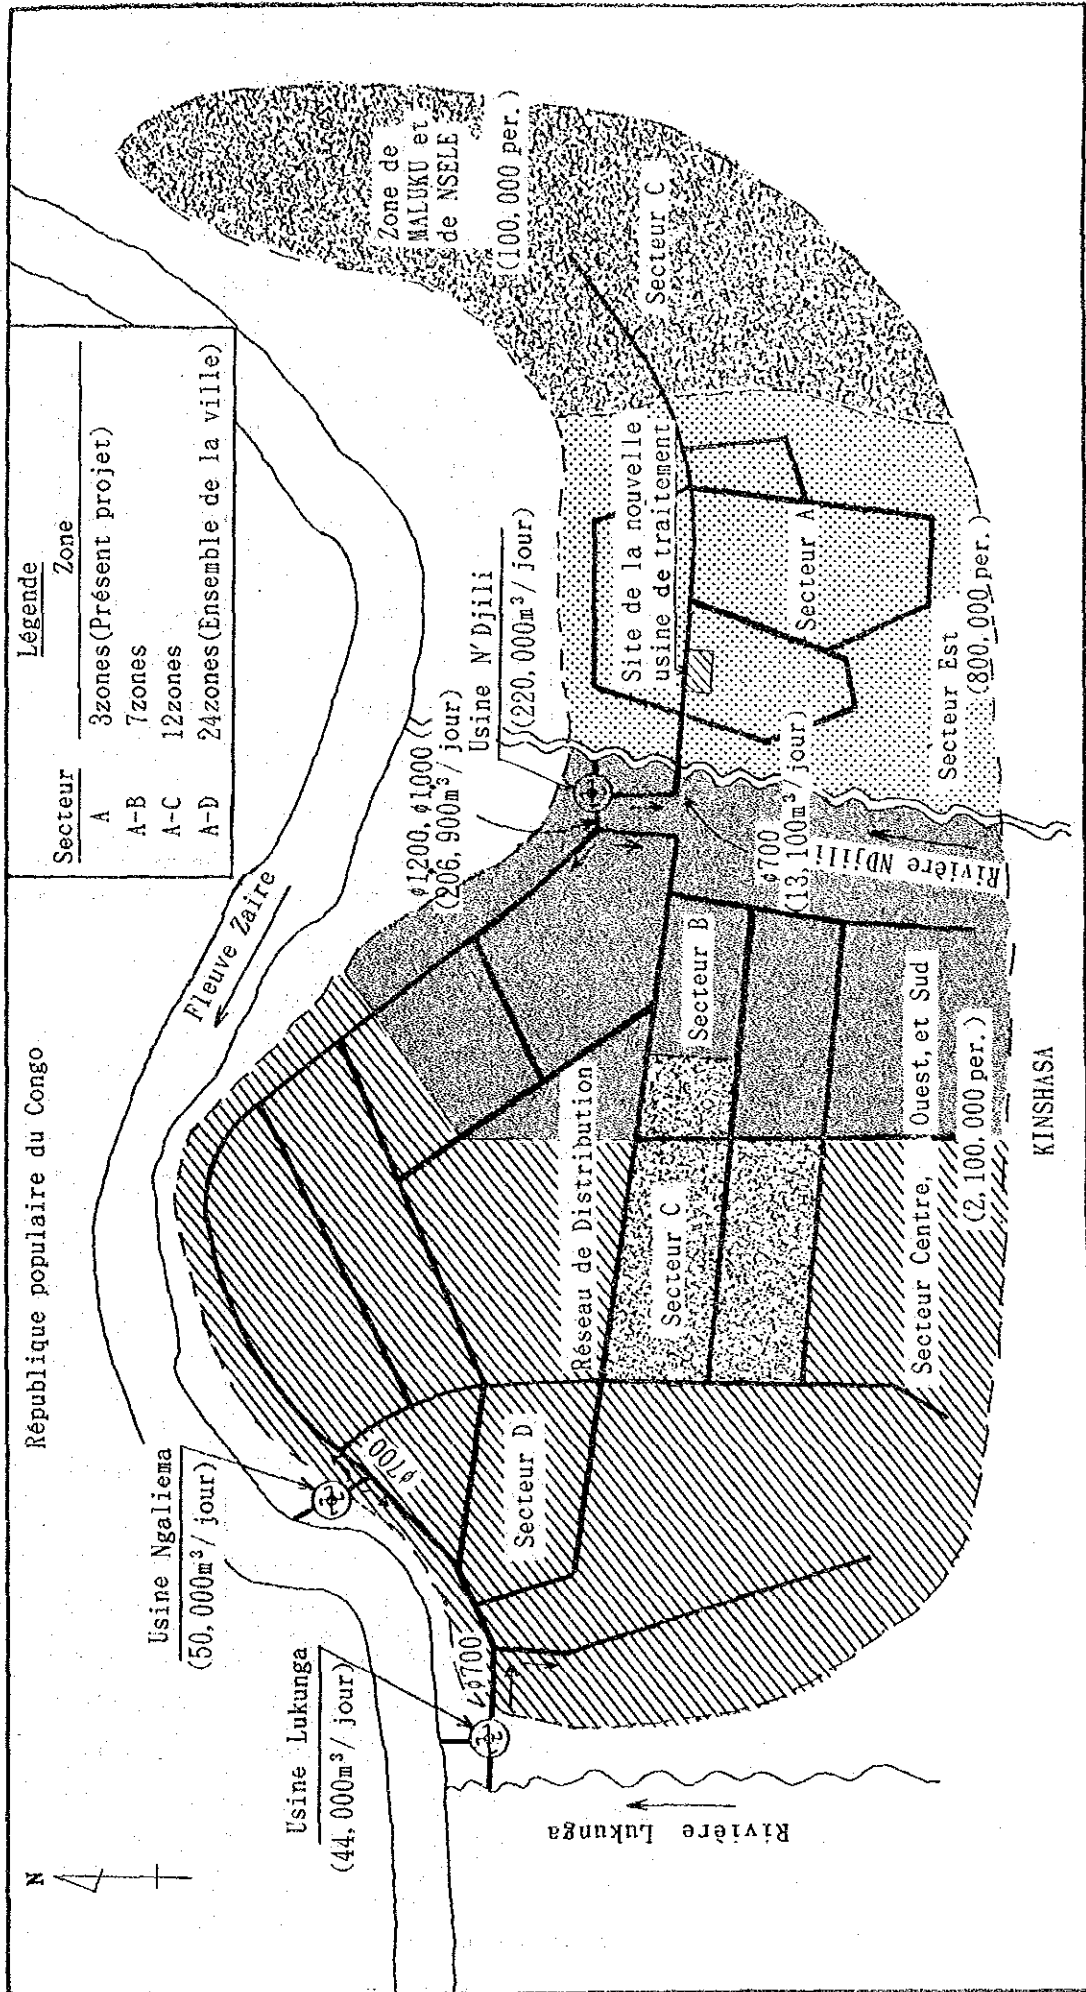 N
République populaire du Congo
Fleuve Zaire
Légende
Secteur Zone
A 3zones(Présent projet)
A-B 7zones
A-C 12zones
A-D 24zones(Ensemble de la ville)
Usine Lukunga
(44,000m³/jour)
Usine Ngaliema
(50,000m³/jour)
φ1200, φ1000
(206,900m³/jour)
Usine N'Djili
(220,000m³/jour)
Zone de
MALUKU et
de NSELE
(100,000 per.)
Secteur C
φ700
φ700
Secteur D
Réseau de Distribution
Secteur C
Secteur B
φ700
(13,100m³/jour)
Site de la nouvelle
usine de traitement
Secteur A
Secteur Est
(800,000 per.)
Rivière NDjili
Rivière Lukunga
Secteur Centre, Ouest, et Sud
(2,100,000 per.)
KINSHASA